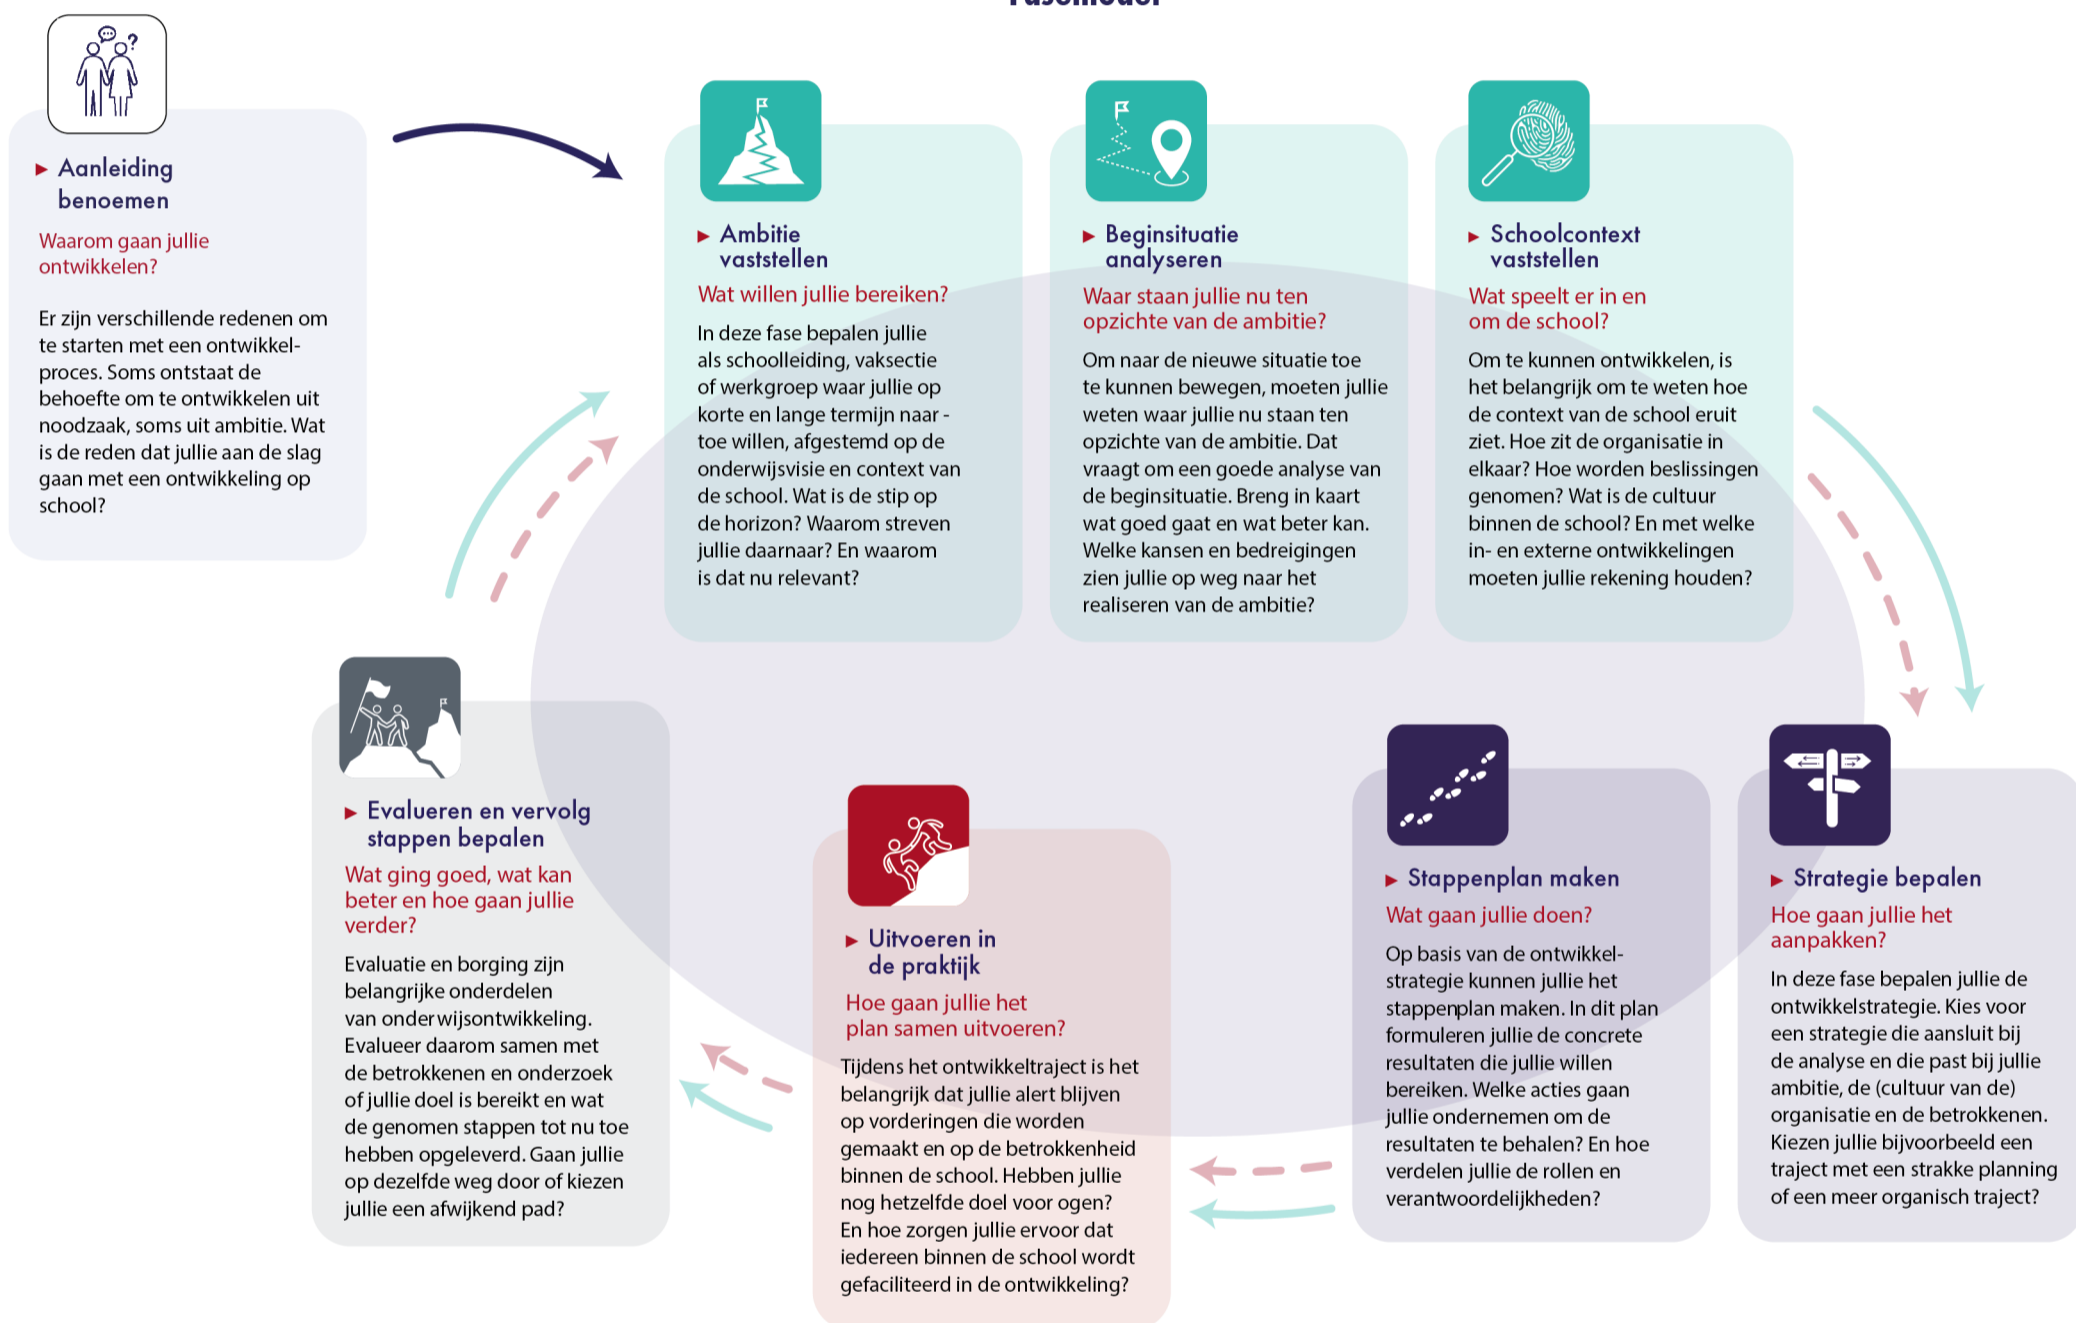 Fasemodel
Aanleiding
benoemen
Waarom gaan jullie
ontwikkelen?
Er zijn verschillende redenen om
te starten met een ontwikkel-
proces. Soms ontstaat de
behoefte om te ontwikkelen uit
noodzaak, soms uit ambitie. Wat
is de reden dat jullie aan de slag
gaan met een ontwikkeling op
school?
Ambitie
vaststellen
Wat willen jullie bereiken?
In deze fase bepalen jullie
als schoolleiding, vaksectie
of werkgroep waar jullie op
korte en lange termijn naar -
toe willen, afgestemd op de
onderwijsvisie en context van
de school. Wat is de stip op
de horizon? Waarom streven
jullie daarnaar? En waarom
is dat nu relevant?
Beginsituatie
analyseren
Waar staan jullie nu ten
opzichte van de ambitie?
Om naar de nieuwe situatie toe
te kunnen bewegen, moeten jullie
weten waar jullie nu staan ten
opzichte van de ambitie. Dat
vraagt om een goede analyse van
de beginsituatie. Breng in kaart
wat goed gaat en wat beter kan.
Welke kansen en bedreigingen
zien jullie op weg naar het
realiseren van de ambitie?
Schoolcontext
vaststellen
Wat speelt er in en
om de school?
Om te kunnen ontwikkelen, is
het belangrijk om te weten hoe
de context van de school eruit
ziet. Hoe zit de organisatie in
elkaar? Hoe worden beslissingen
genomen? Wat is de cultuur
binnen de school? En met welke
in- en externe ontwikkelingen
moeten jullie rekening houden?
Strategie bepalen
Hoe gaan jullie het
aanpakken?
In deze fase bepalen jullie de
ontwikkelstrategie. Kies voor
een strategie die aansluit bij
de analyse en die past bij jullie
ambitie, de (cultuur van de)
organisatie en de betrokkenen.
Kiezen jullie bijvoorbeeld een
traject met een strakke planning
of een meer organisch traject?
Stappenplan maken
Wat gaan jullie doen?
Op basis van de ontwikkel-
strategie kunnen jullie het
stappenplan maken. In dit plan
formuleren jullie de concrete
resultaten die jullie willen
bereiken. Welke acties gaan
jullie ondernemen om de
resultaten te behalen? En hoe
verdelen jullie de rollen en
verantwoordelijkheden?
Uitvoeren in
de praktijk
Hoe gaan jullie het
plan samen uitvoeren?
Tijdens het ontwikkeltraject is het
belangrijk dat jullie alert blijven
op vorderingen die worden
gemaakt en op de betrokkenheid
binnen de school. Hebben jullie
nog hetzelfde doel voor ogen?
En hoe zorgen jullie ervoor dat
iedereen binnen de school wordt
gefaciliteerd in de ontwikkeling?
Evalueren en vervolg
stappen bepalen
Wat ging goed, wat kan
beter en hoe gaan jullie
verder?
Evaluatie en borging zijn
belangrijke onderdelen
van onderwijsontwikkeling.
Evalueer daarom samen met
de betrokkenen en onderzoek
of jullie doel is bereikt en wat
de genomen stappen tot nu toe
hebben opgeleverd. Gaan jullie
op dezelfde weg door of kiezen
jullie een afwijkend pad?